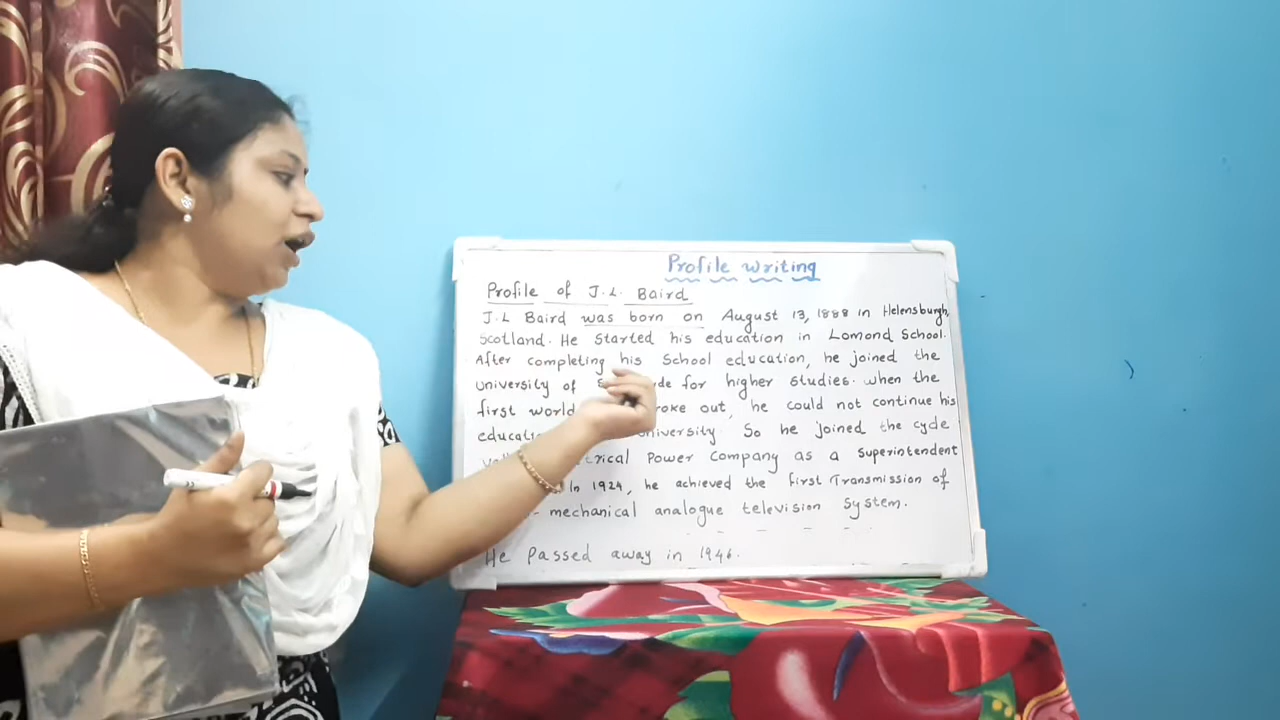 Profile writing
Profile of J.L. Baird
J.L Baird was born on August 13, 1888 in Helensburgh,
Scotland. He started his education in Lomond School.
After completing his School education, he joined the
University of for higher studies. when the
first world broke out, he could not continue his
education University. So he joined the cyde
Power Company as a Superintendent
In 1924, he achieved the first Transmission of
mechanical analogue television System.
He passed away in 1946.